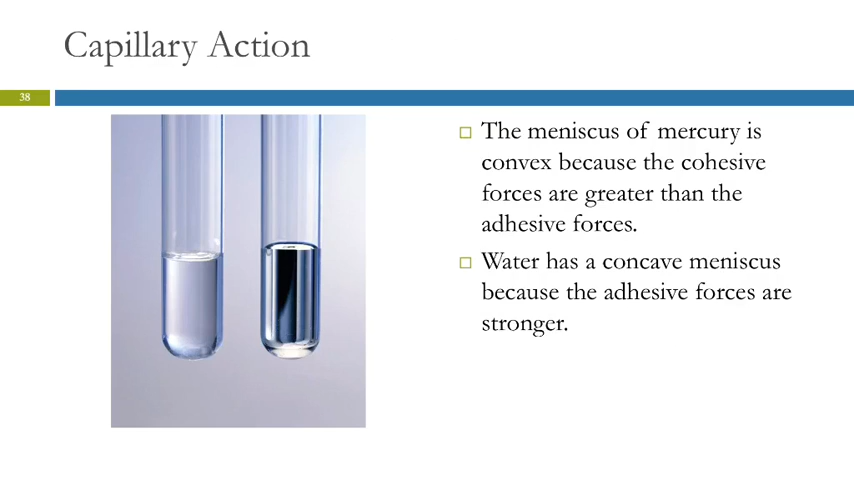 Capillary Action
38
The meniscus of mercury is
convex because the cohesive
forces are greater than the
adhesive forces.
Water has a concave meniscus
because the adhesive forces are
stronger.